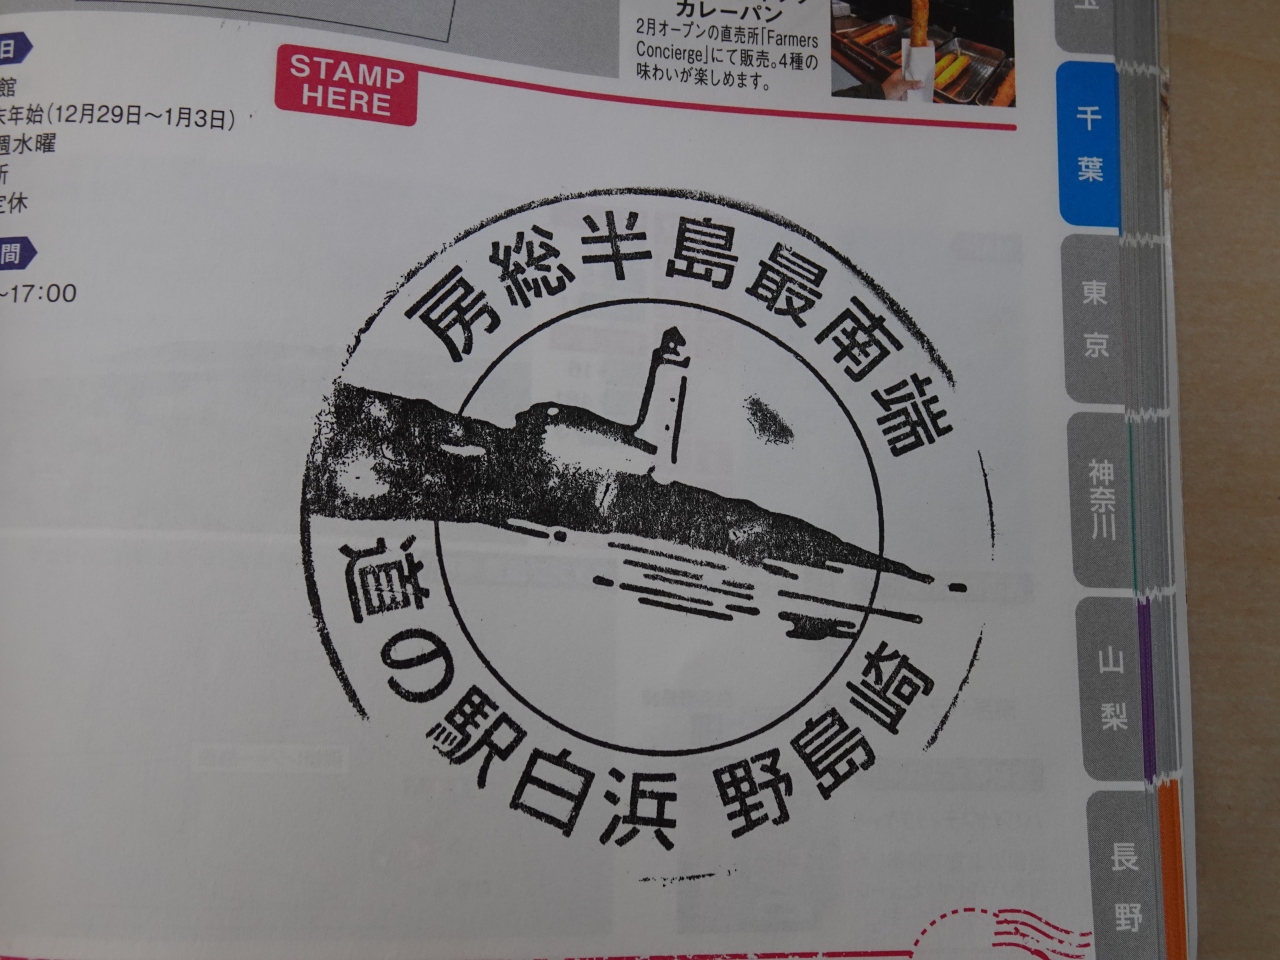 カレーパン
2月オープンの直売所「Farmers
Concierge」にて販売。4種の
味わいが楽しめます。
STAMP
HERE
日
館
末年始(12月29日〜1月3日)
週水曜
所
定休
間
〜17:00
房総半島最南端
道の駅白浜 野島崎
千葉
東京
神奈川
山梨
長野